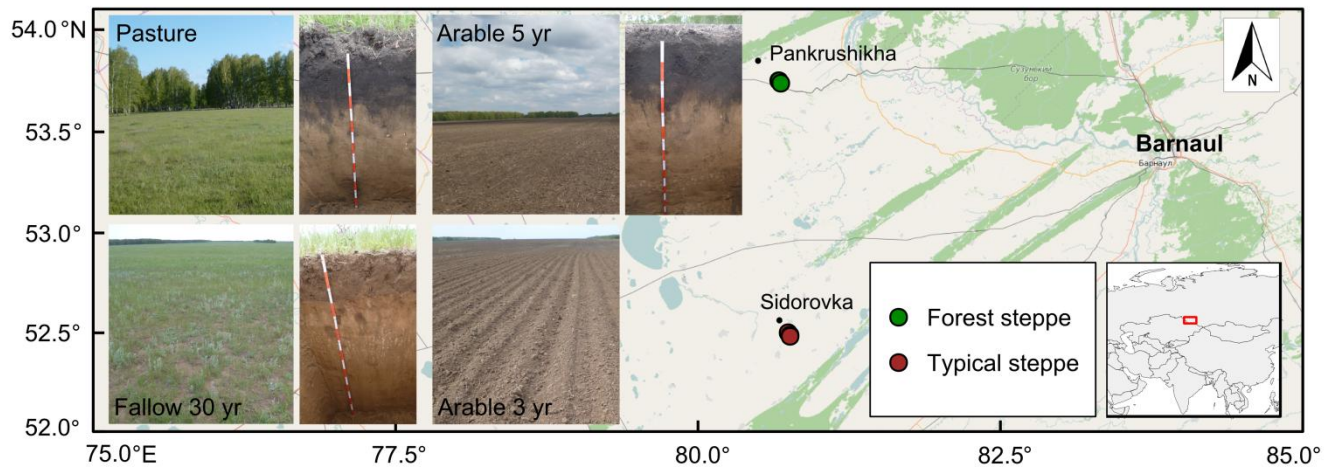 54.0°N
53.5°
53.0°
52.5°
52.0°
75.0°E
77.5°
80.0°
82.5°
85.0°
Pasture
Arable 5 yr
Fallow 30 yr
Arable 3 yr
Pankrushikha
Сузунский
бор
Barnaul
Барнаул
Sidorovka
Forest steppe
Typical steppe
N